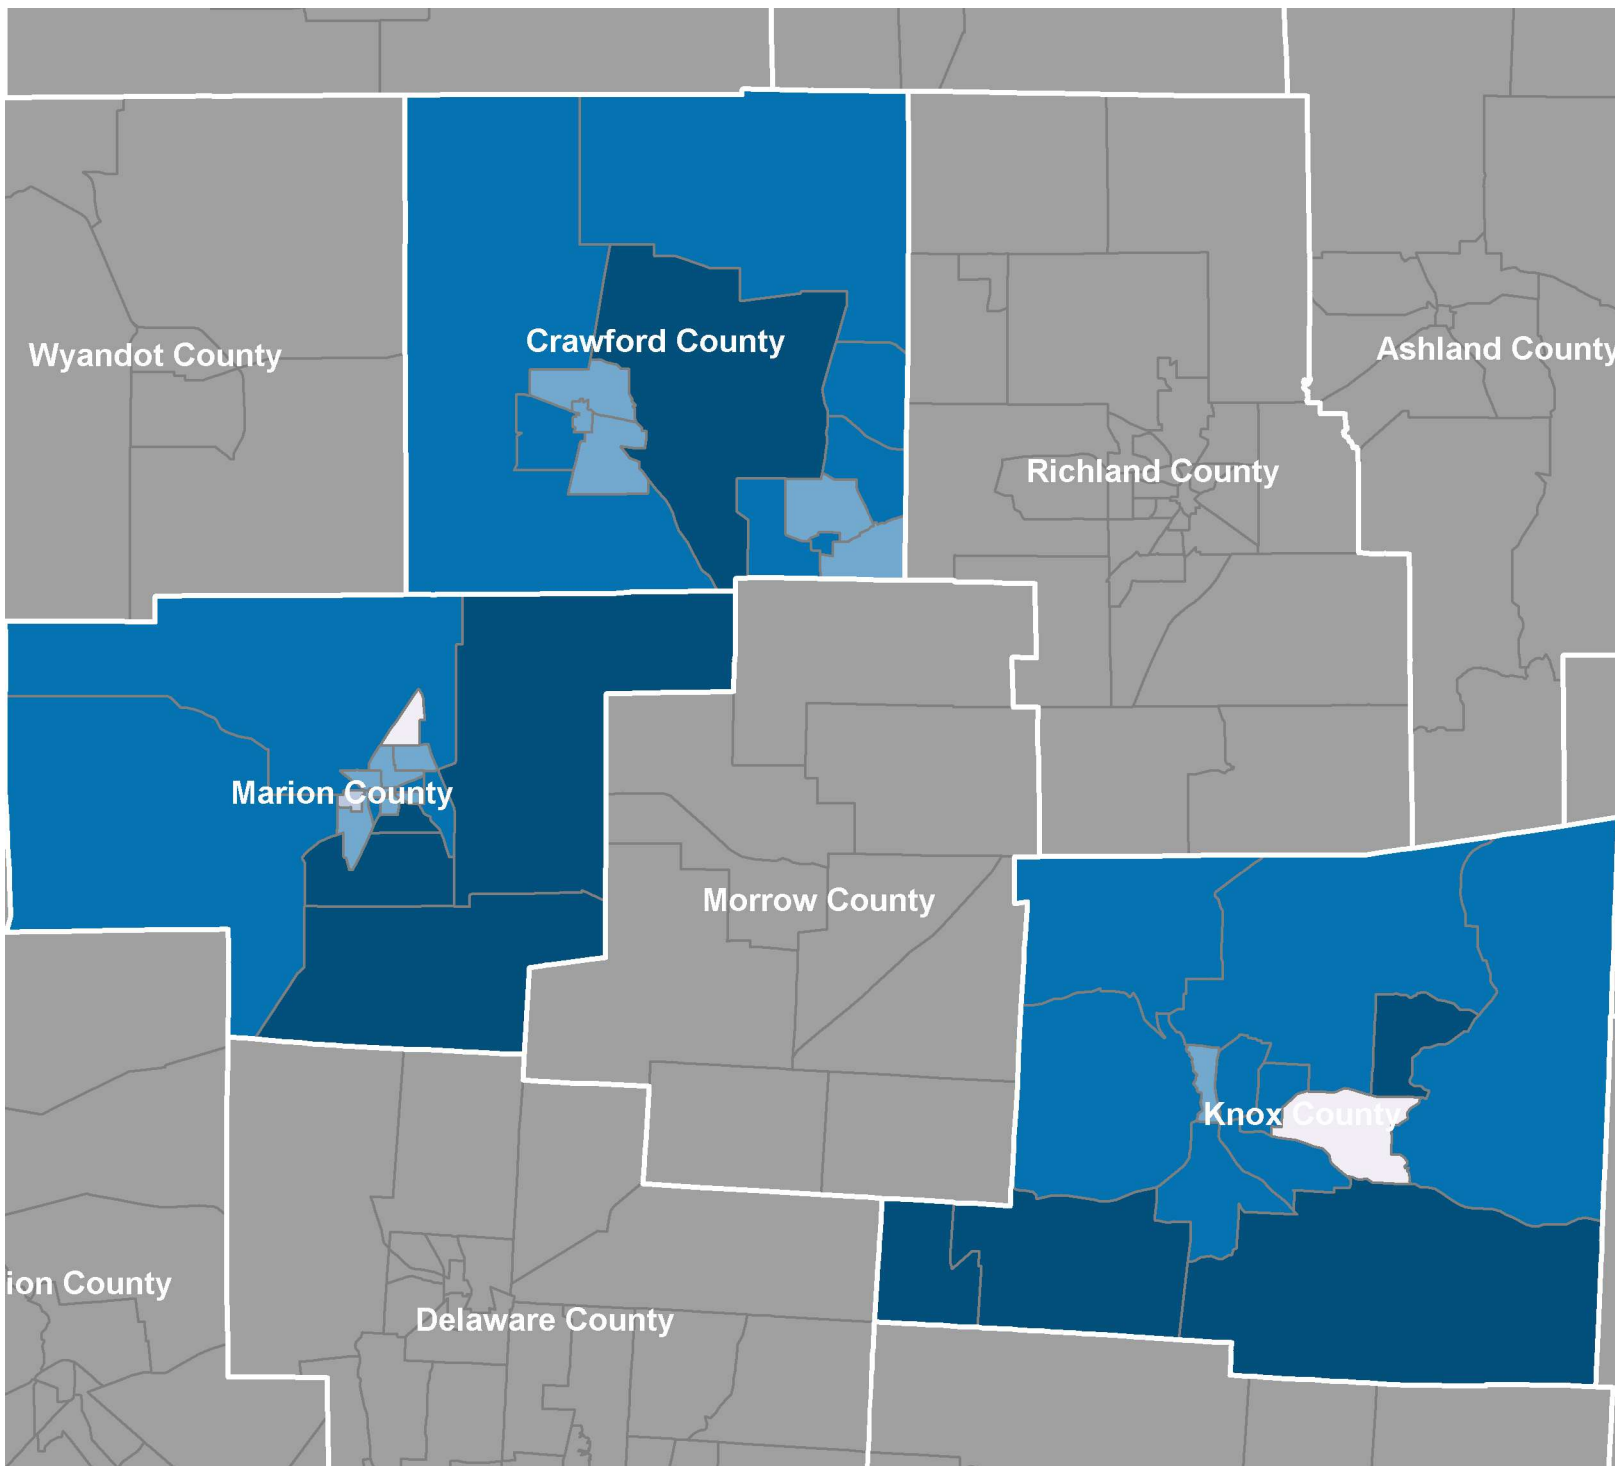 Crawford County
Wyandot County
Ashland County
Richland County
Marion County
Morrow County
Knox County
ion County
Delaware County